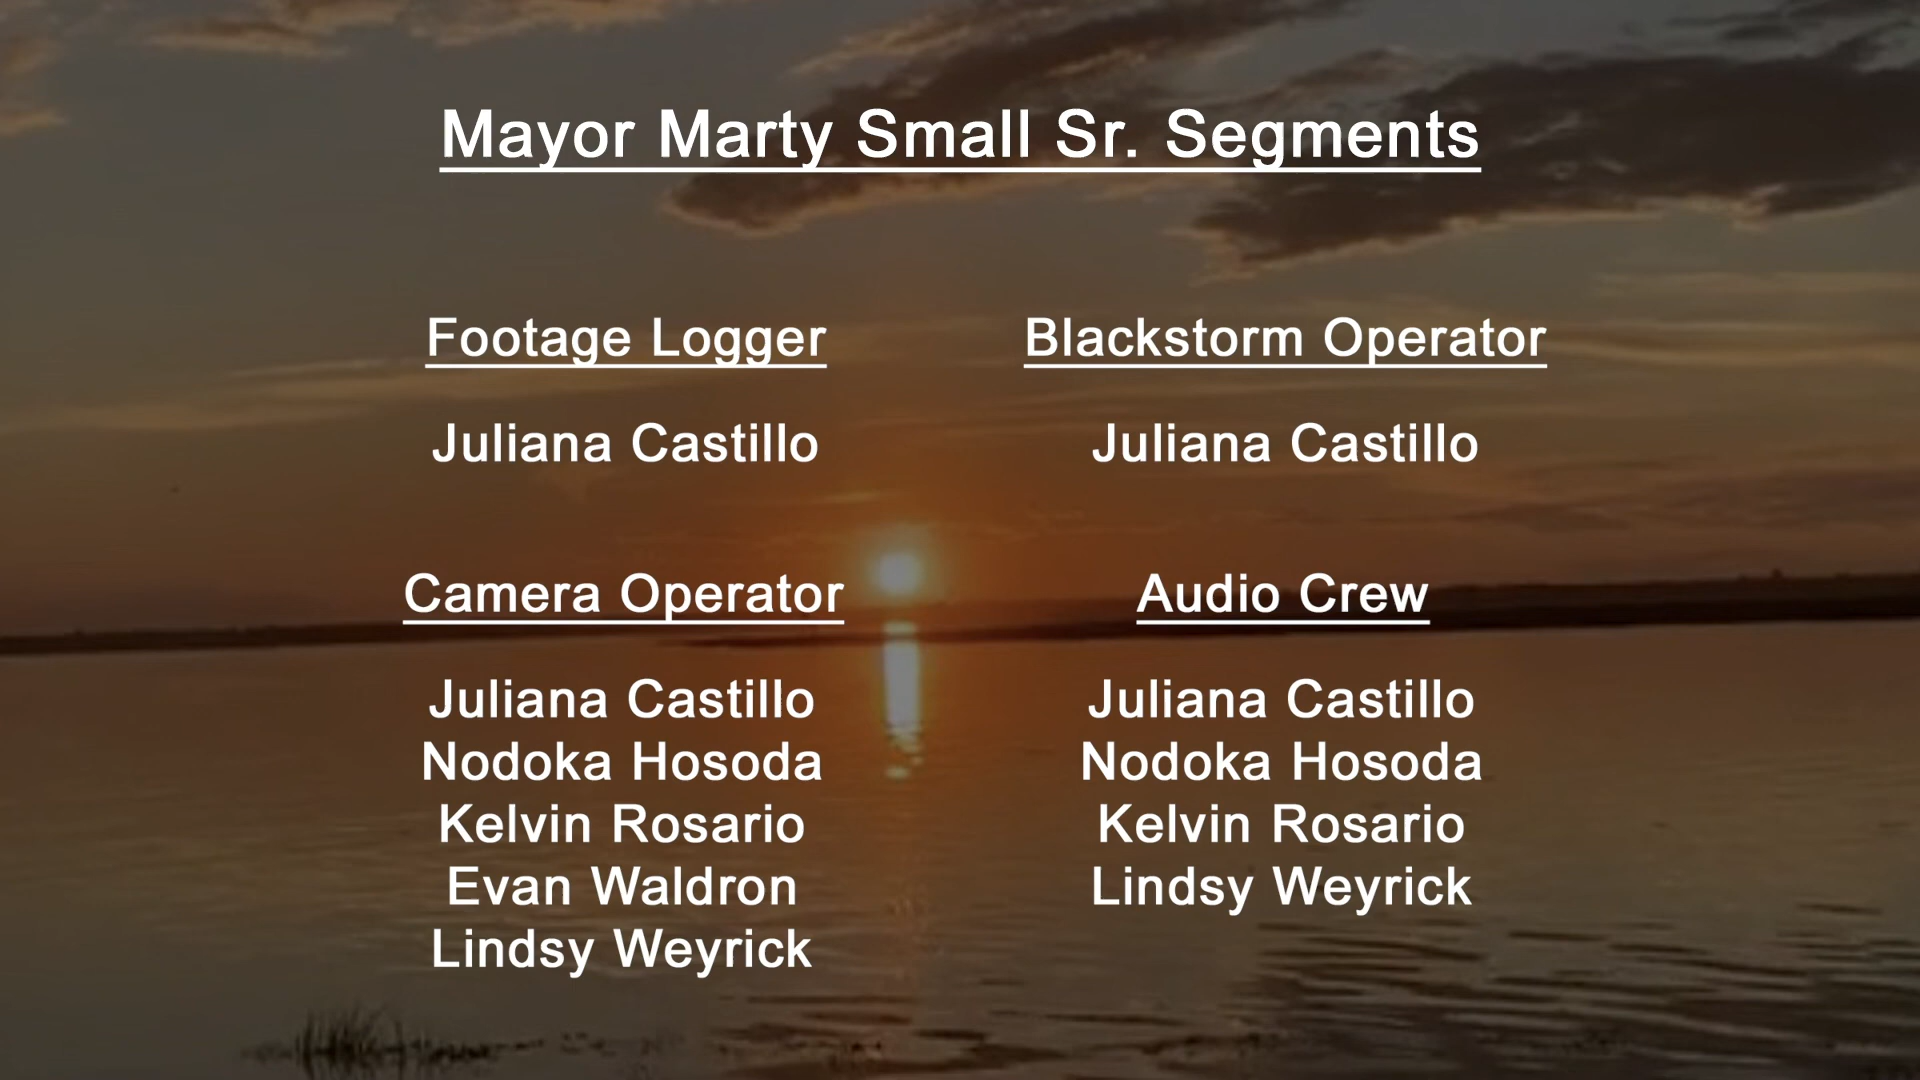 Mayor Marty Small Sr. Segments
Footage Logger
Juliana Castillo
Blackstorm Operator
Juliana Castillo
Camera Operator
Juliana Castillo
Nodoka Hosoda
Kelvin Rosario
Evan Waldron
Lindsy Weyrick
Audio Crew
Juliana Castillo
Nodoka Hosoda
Kelvin Rosario
Lindsy Weyrick